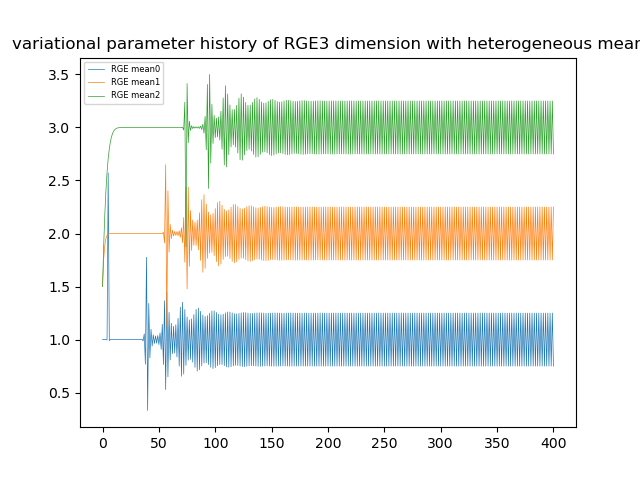 variational parameter history of RGE3 dimension with heterogeneous mean
RGE mean0
RGE mean1
RGE mean2
3.5
3.0
2.5
2.0
1.5
1.0
0.5
0 50 100 150 200 250 300 350 400